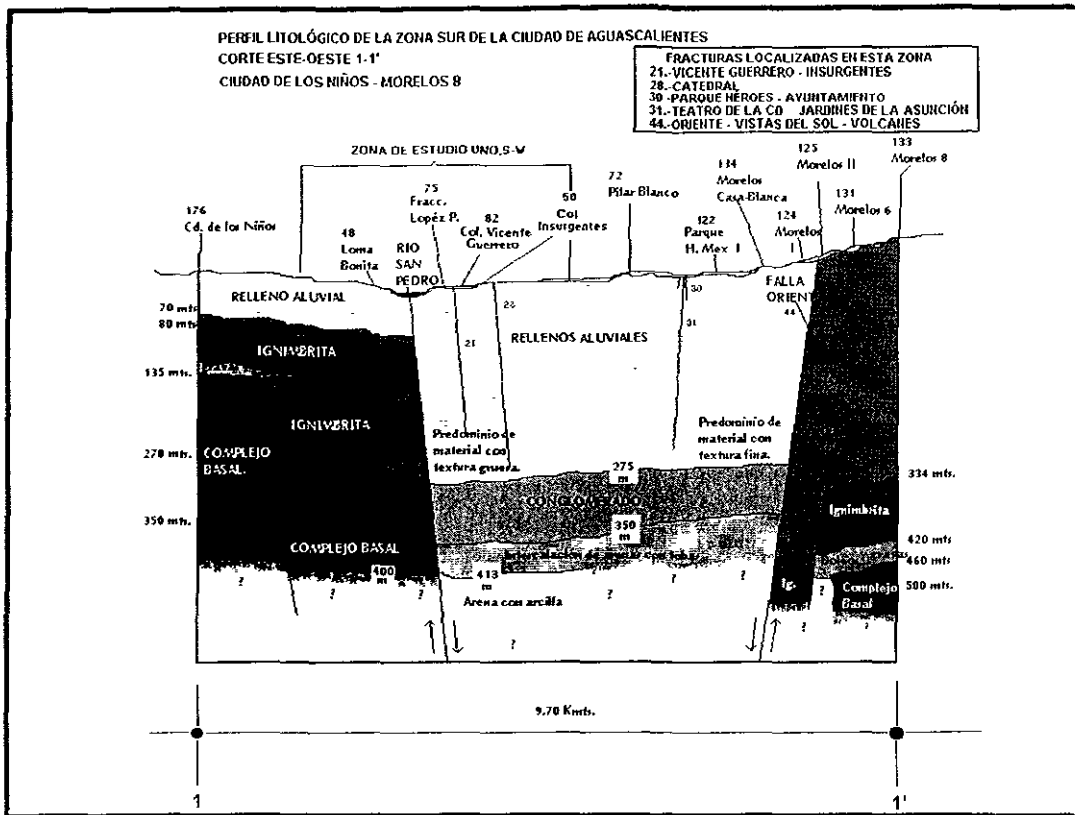 PERFIL LITOLÓGICO DE LA ZONA SUR DE LA CIUDAD DE AGUASCALIENTES
CORTE ESTE-OESTE 1-1'
CIUDAD DE LOS NIÑOS - MORELOS 8
FRACTURAS LOCALIZADAS EN ESTA ZONA
21.-VICENTE GUERRERO - INSURGENTES
28.-CATEDRAL
30 -PARQUE HÉROES - AYUNTAMIENTO
31.-TEATRO DE LA CD JARDINES DE LA ASUNCIÓN
44.-ORIENTE - VISTAS DEL SOL - VOLCANES
ZONA DE ESTUDIO UNO,S-W
176
Cd. de los Niños
48
Loma
Bonita
RIO
SAN
PEDRO
75
Fracc.
Lopéz P.
82
Col. Vicente
Guerrero
50
Col
Insurgentes
72
Pilar Blanco
122
Parque
H. Mex I
134
Morelos
Casa-Blanca
124
Morelos
I
125
Morelos II
131
Morelos 6
133
Morelos 8
RELLENO ALUVIAL
70 mts
80 mts.
IGNIMBRITA
135 mts.
IGNIMBRITA
270 mts.
COMPLEJO
BASAL.
350 mts.
COMPLEJO BASAL
400
m
? ? ? ?
28
21
RELLENOS ALUVIALES
30
31
FALLA
ORIENT
44
Predominio de
material con
textura gruesa.
Predominio de
material con
textura fina.
275
m
CONGLOMERADO
350
m
413
m
Arena con arcilla
? ? ?
?
334 mts.
Ignimbrita
420 mts
460 mts
500 mts
Ig.
Complejo
Basal
? ? ?
?
9.70 Kmts.
1
1'